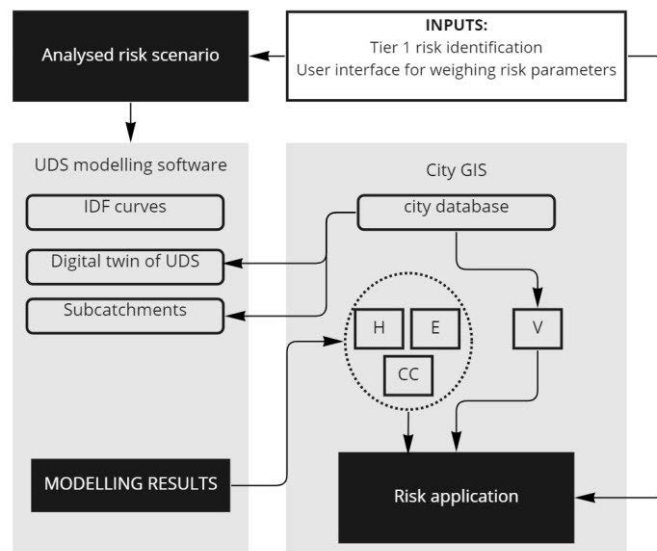 INPUTS:
Tier 1 risk identification
User interface for weighing risk parameters
Analysed risk scenario
UDS modelling software
IDF curves
Digital twin of UDS
Subcatchments
MODELLING RESULTS
City GIS
city database
H
E
CC
V
Risk application